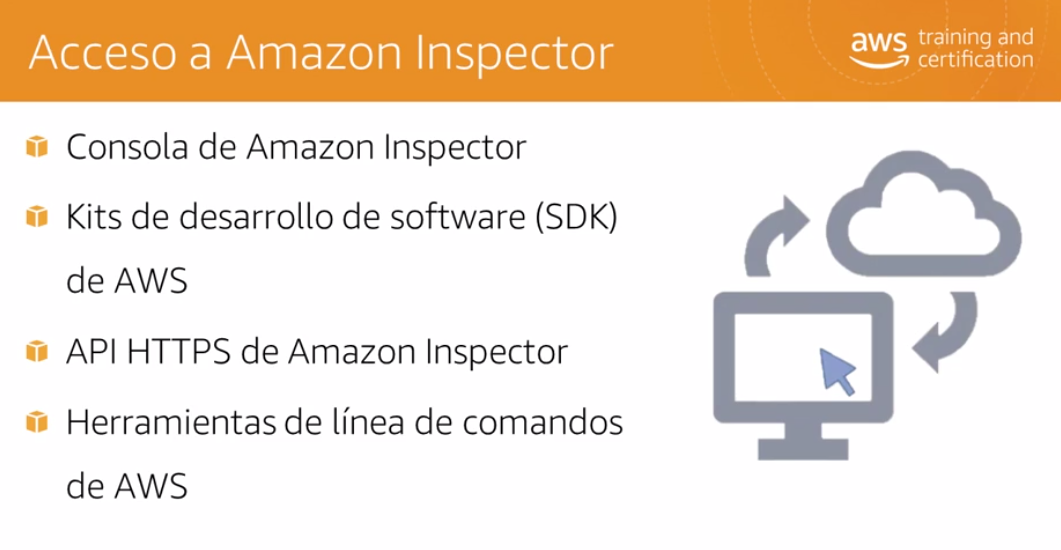 Acceso a Amazon Inspector
aws training and
certification
Consola de Amazon Inspector
Kits de desarrollo de software (SDK)
de AWS
API HTTPS de Amazon Inspector
Herramientas de línea de comandos
de AWS